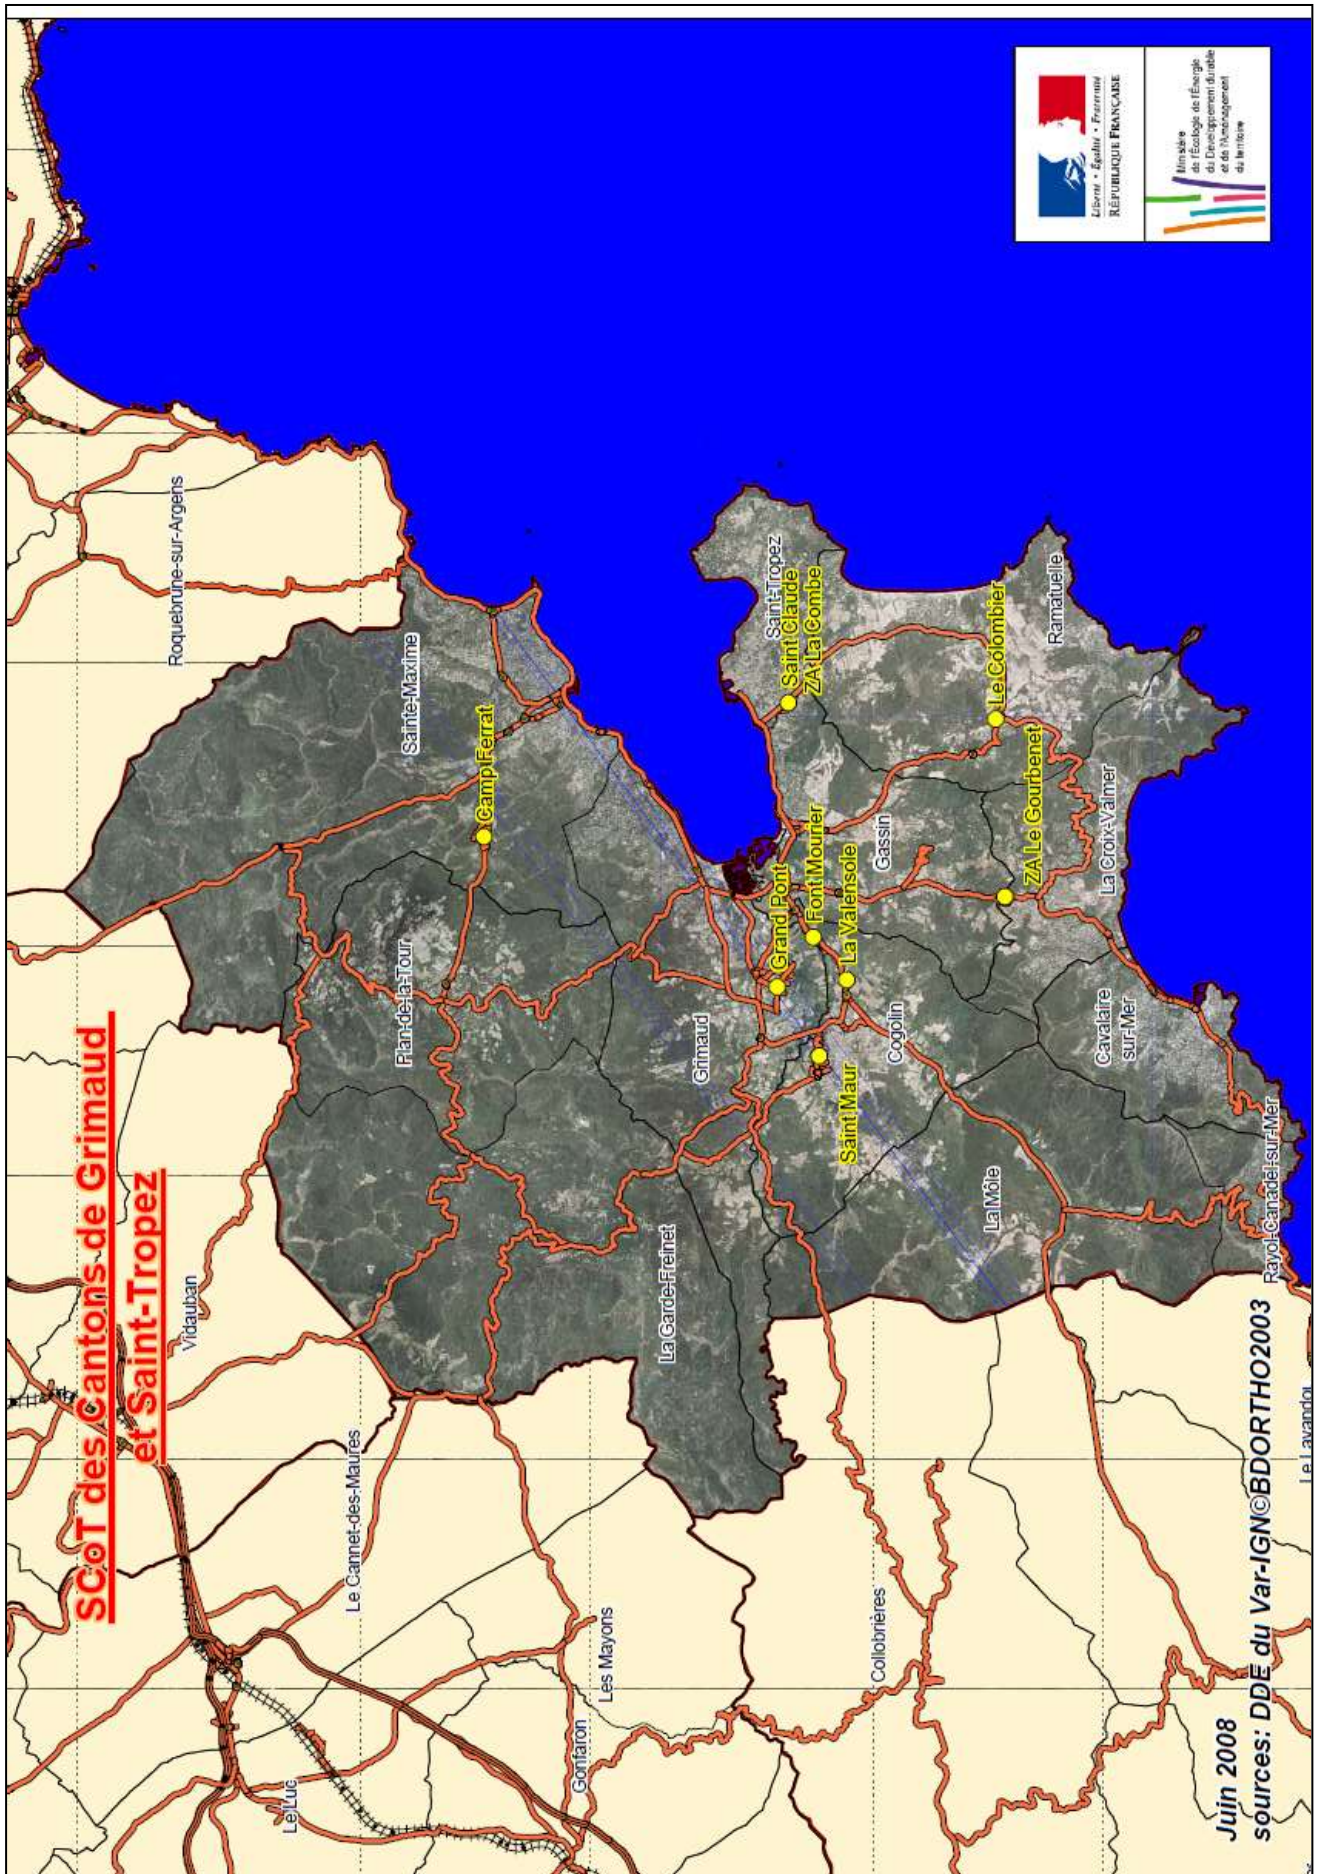 SCoT des Cantons de Grimaud
et Saint-Tropez
Liberté • Égalité • Fraternité
RÉPUBLIQUE FRANÇAISE
Ministère
de l'Écologie de l'Énergie
du Développement durable
et de l'Aménagement
du territoire
Roquebrune-sur-Argens
Vidauban
Le Luc
Le Cannet-des-Maures
Plan-de-la-Tour
Sainte-Maxime
Camp Ferrat
Gonfaron
Les Mayons
La Garde-Freinet
Grimaud
Grand Pont
Saint-Tropez
Saint Claude
ZA La Combe
Font Mourier
La Valensole
Saint Maur
Collobrières
Cogolin
Gassin
La Môle
Le Colombier
ZA Le Gourbenet
Ramatuelle
La Croix-Valmer
Cavalaire
sur-Mer
Rayol-Canadel-sur-Mer
Le Lavandou
Juin 2008
sources: DDE du Var-IGN©BDORTHO2003